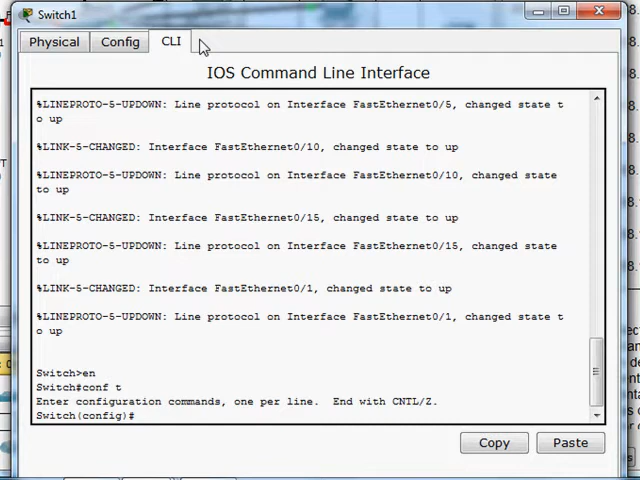 Switch1
Physical
Config
CLI
IOS Command Line Interface
%LINEPROTO-5-UPDOWN: Line protocol on Interface FastEthernet0/5, changed state t
o up
%LINK-5-CHANGED: Interface FastEthernet0/10, changed state to up
%LINEPROTO-5-UPDOWN: Line protocol on Interface FastEthernet0/10, changed state
to up
%LINK-5-CHANGED: Interface FastEthernet0/15, changed state to up
%LINEPROTO-5-UPDOWN: Line protocol on Interface FastEthernet0/15, changed state
to up
%LINK-5-CHANGED: Interface FastEthernet0/1, changed state to up
%LINEPROTO-5-UPDOWN: Line protocol on Interface FastEthernet0/1, changed state t
o up
Switch>en
Switch#conf t
Enter configuration commands, one per line.  End with CNTL/Z.
Switch(config)#
Copy
Paste